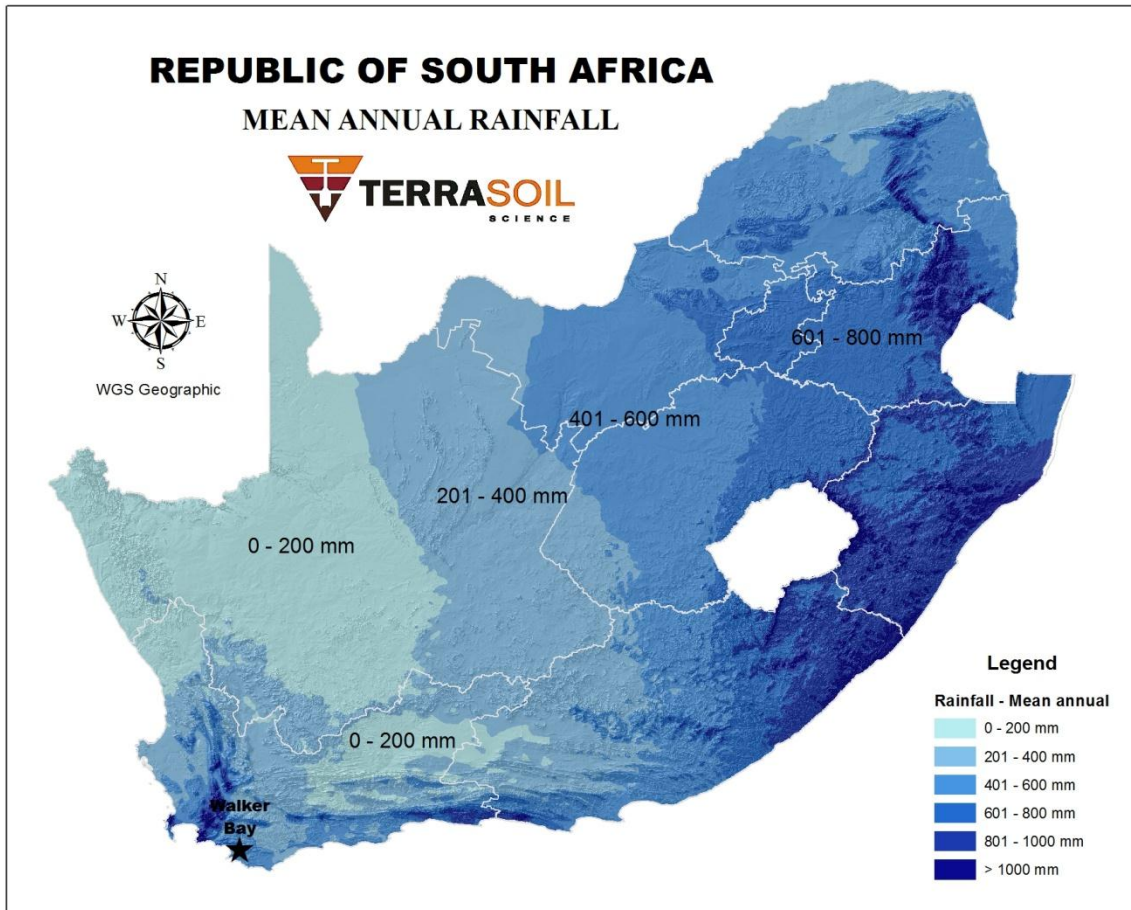 REPUBLIC OF SOUTH AFRICA
MEAN ANNUAL RAINFALL
TERRASOIL
SCIENCE
N
W E
S
WGS Geographic
601 - 800 mm
401 - 600 mm
201 - 400 mm
0 - 200 mm
0 - 200 mm
Walker
Bay
Legend
Rainfall - Mean annual
0 - 200 mm
201 - 400 mm
401 - 600 mm
601 - 800 mm
801 - 1000 mm
> 1000 mm